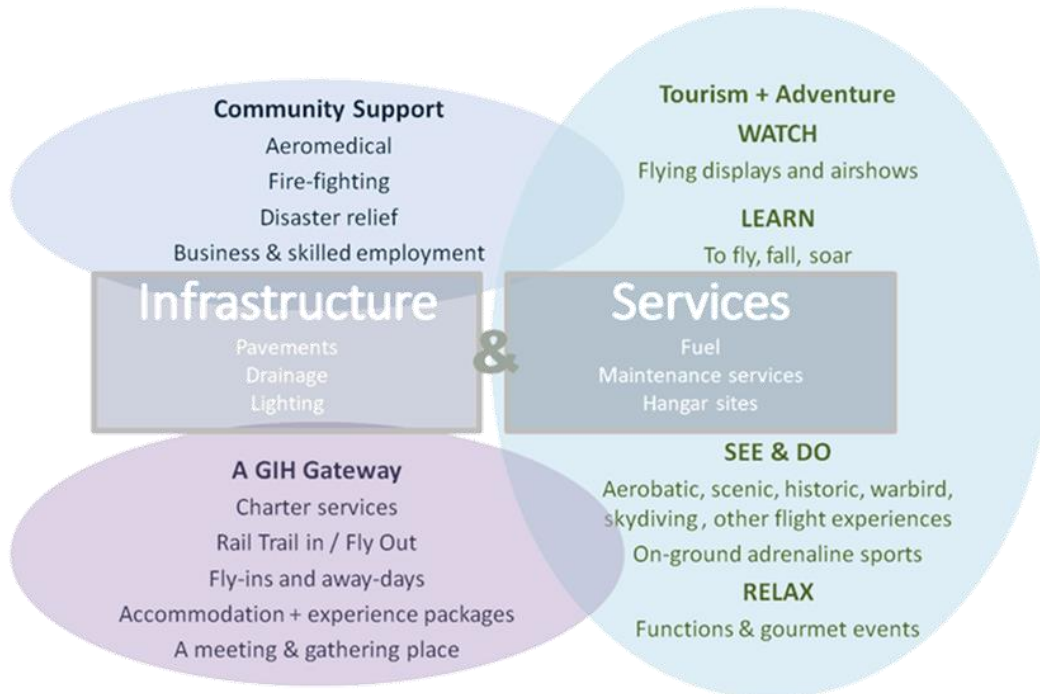 Community Support
Aeromedical
Fire-fighting
Disaster relief
Business & skilled employment
Tourism + Adventure
WATCH
Flying displays and airshows
LEARN
To fly, fall, soar
Infrastructure
Pavements
Drainage
Lighting
&
Services
Fuel
Maintenance services
Hangar sites
A GIH Gateway
Charter services
Rail Trail in / Fly Out
Fly-ins and away-days
Accommodation + experience packages
A meeting & gathering place
SEE & DO
Aerobatic, scenic, historic, warbird,
skydiving , other flight experiences
On-ground adrenaline sports
RELAX
Functions & gourmet events